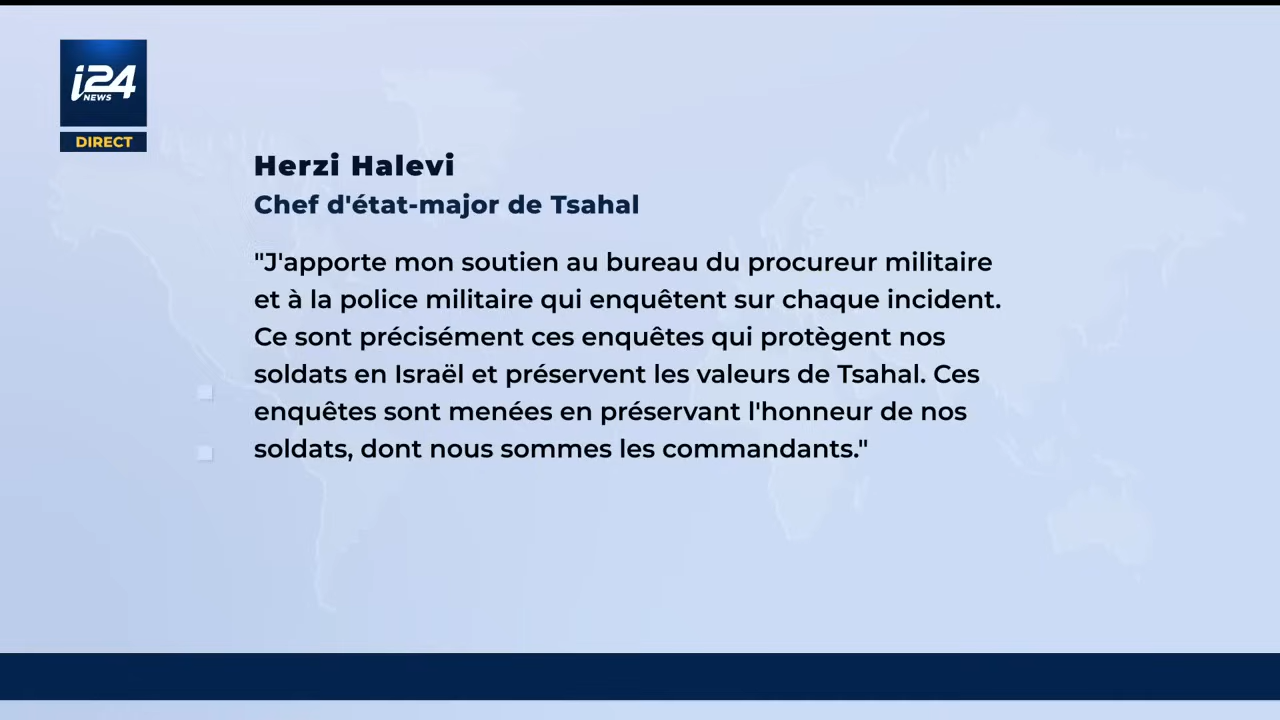 i24
NEWS
DIRECT
Herzi Halevi
Chef d'état-major de Tsahal
"J'apporte mon soutien au bureau du procureur militaire
et à la police militaire qui enquêtent sur chaque incident.
Ce sont précisément ces enquêtes qui protègent nos
soldats en Israël et préservent les valeurs de Tsahal. Ces
enquêtes sont menées en préservant l'honneur de nos
soldats, dont nous sommes les commandants."